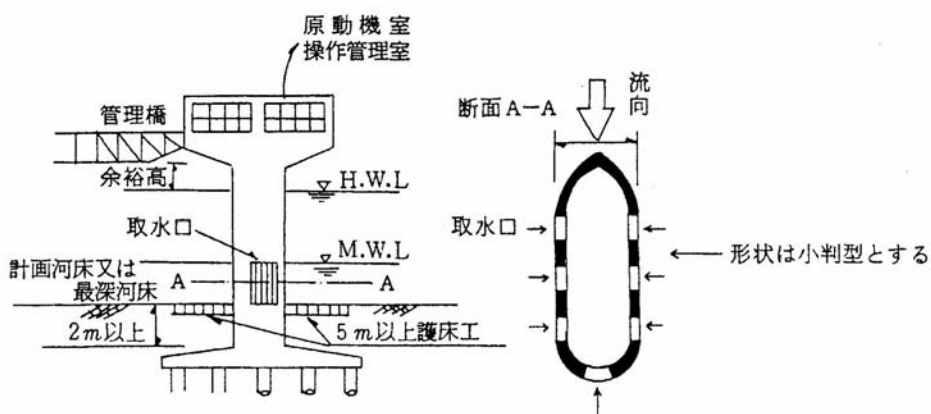 原動機室
操作管理室
管理橋
余裕高
H.W.L
取水口
M.W.L
計画河床又は
最深河床
A
A
2m以上
5m以上護床工
断面A-A
流向
取水口
形状は小判型とする